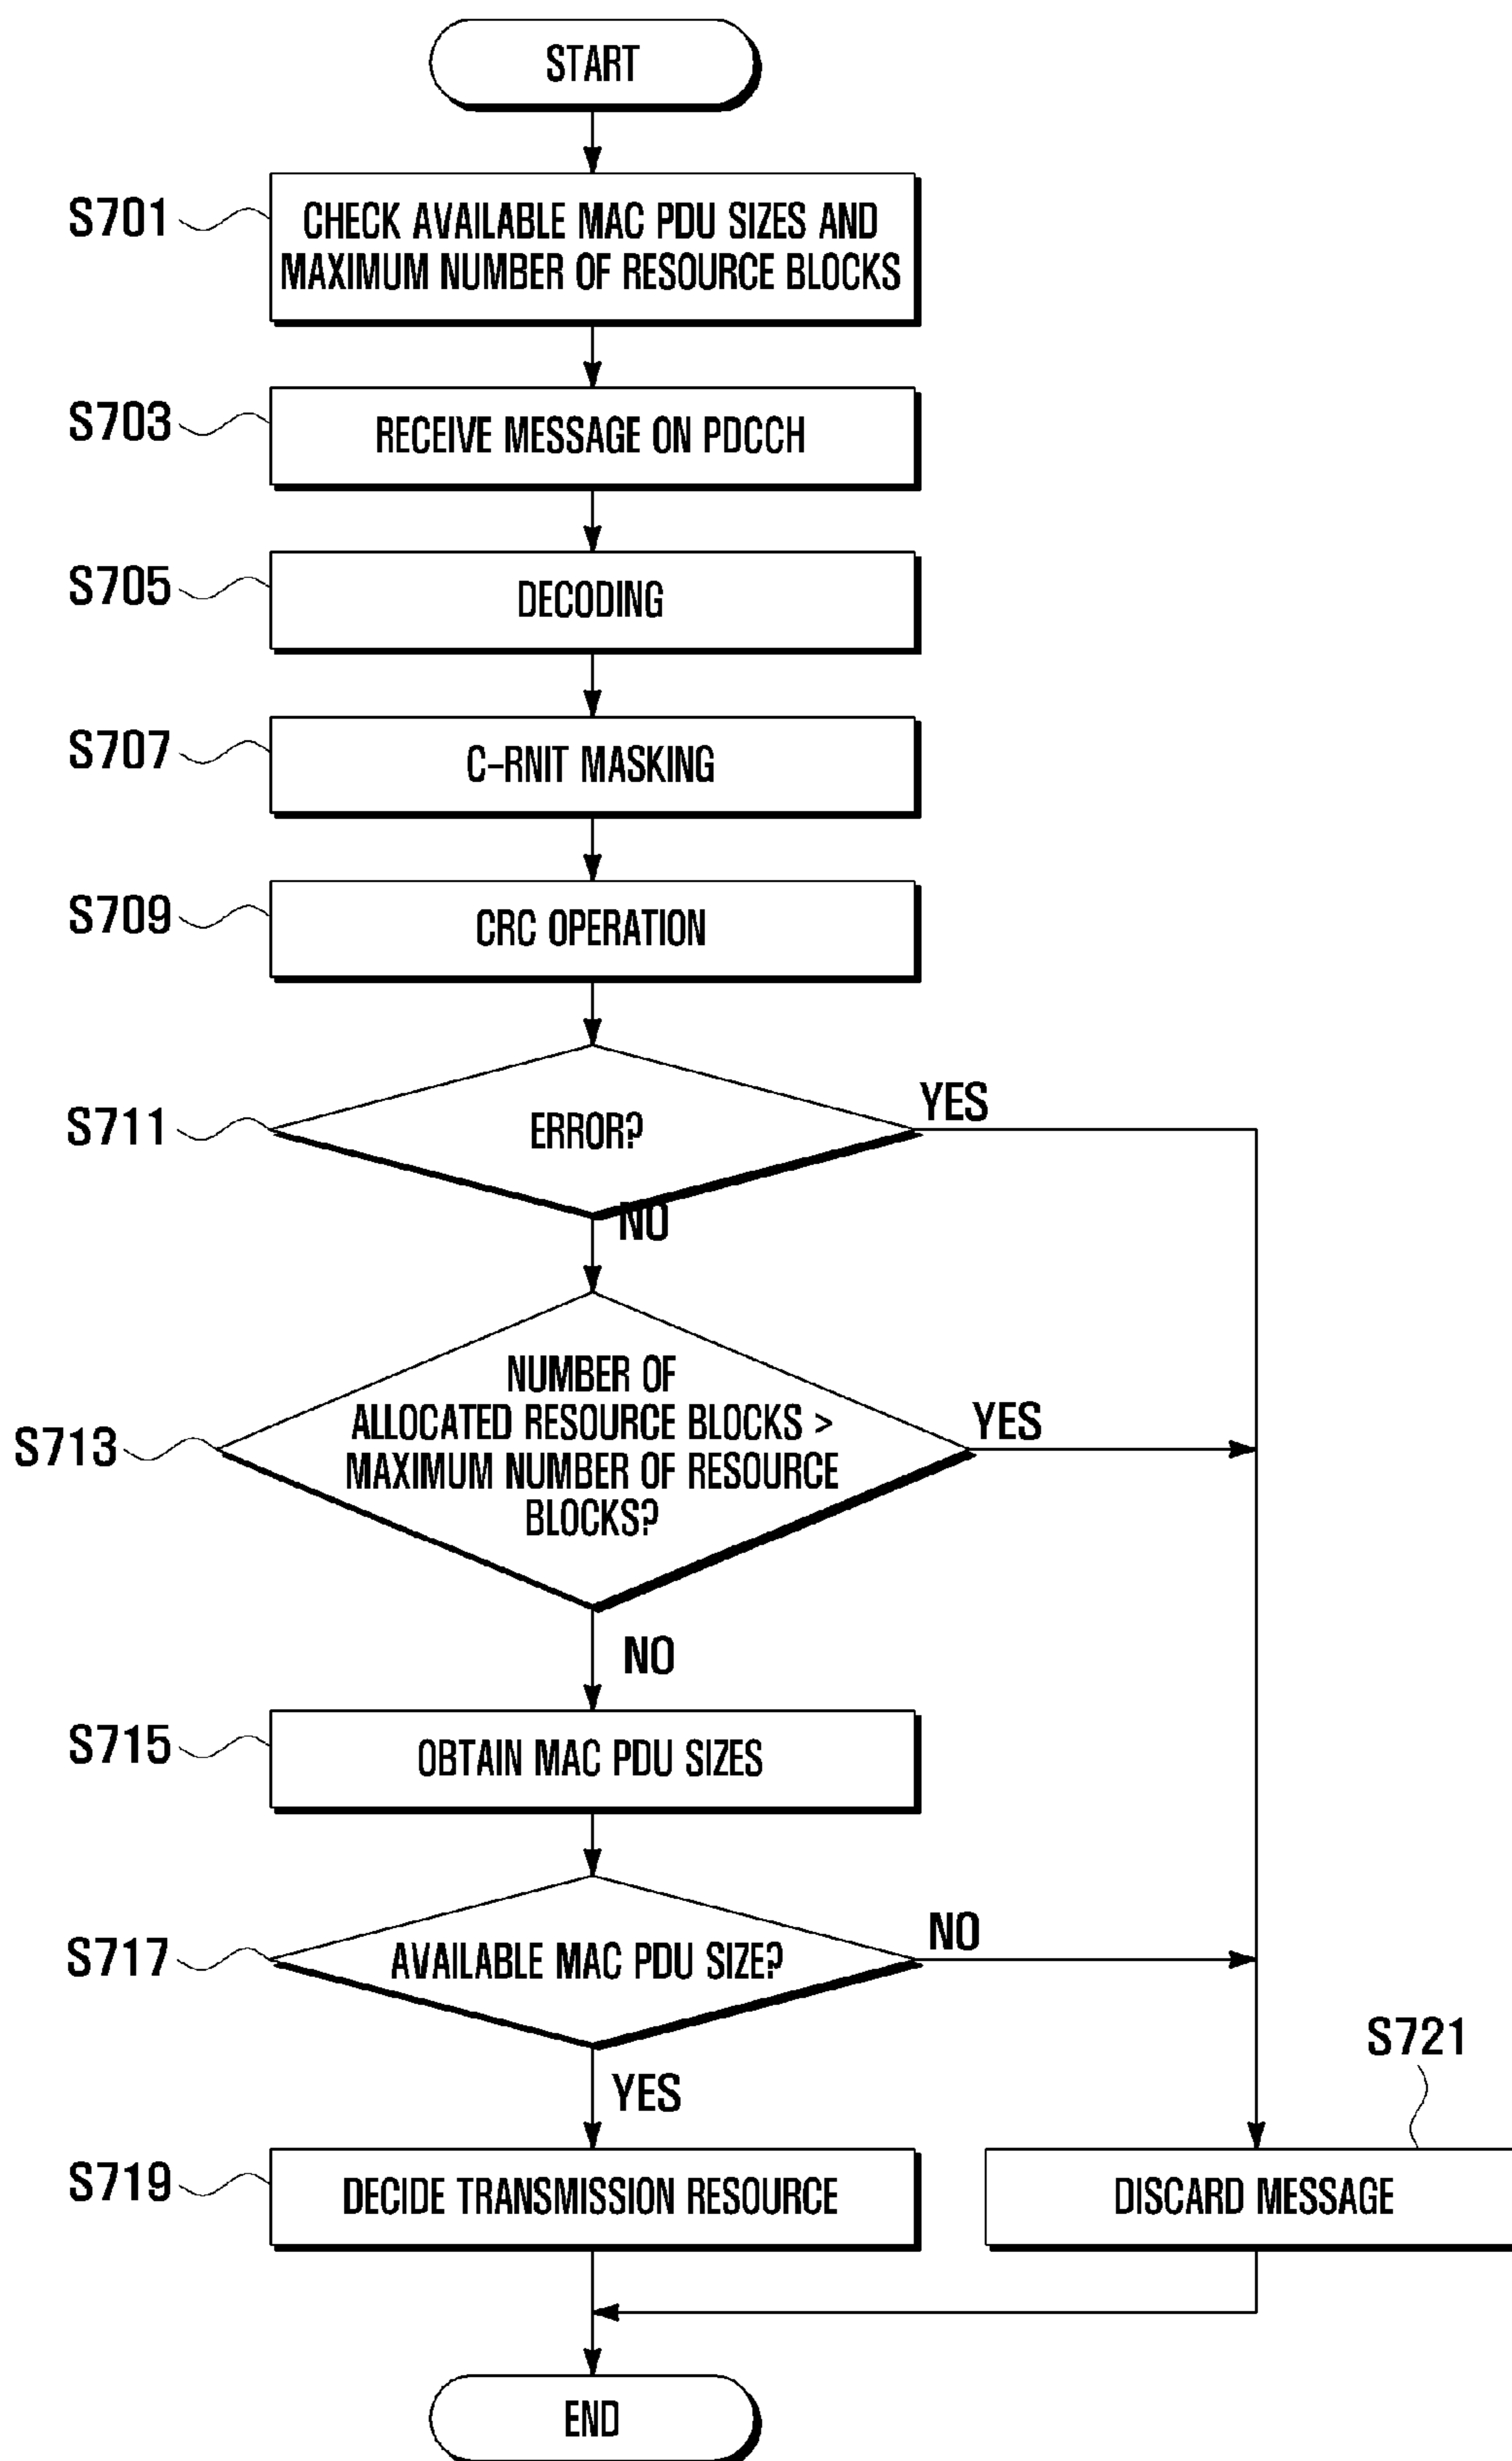 START
S701
CHECK AVAILABLE MAC PDU SIZES AND
MAXIMUM NUMBER OF RESOURCE BLOCKS
S703
RECEIVE MESSAGE ON PDCCH
S705
DECODING
S707
C-RNIT MASKING
S709
CRC OPERATION
S711
ERROR?
YES
NO
S713
NUMBER OF
ALLOCATED RESOURCE BLOCKS >
MAXIMUM NUMBER OF RESOURCE
BLOCKS?
YES
NO
S715
OBTAIN MAC PDU SIZES
S717
AVAILABLE MAC PDU SIZE?
NO
YES
S719
DECIDE TRANSMISSION RESOURCE
S721
DISCARD MESSAGE
END